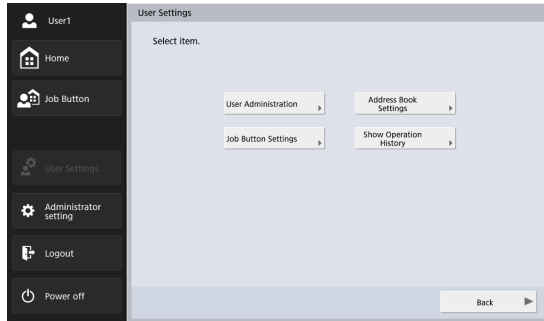 User1
Home
Job Button
User Settings
Administrator
setting
Logout
Power off
User Settings
Select item.
User Administration
Address Book
Settings
Job Button Settings
Show Operation
History
Back